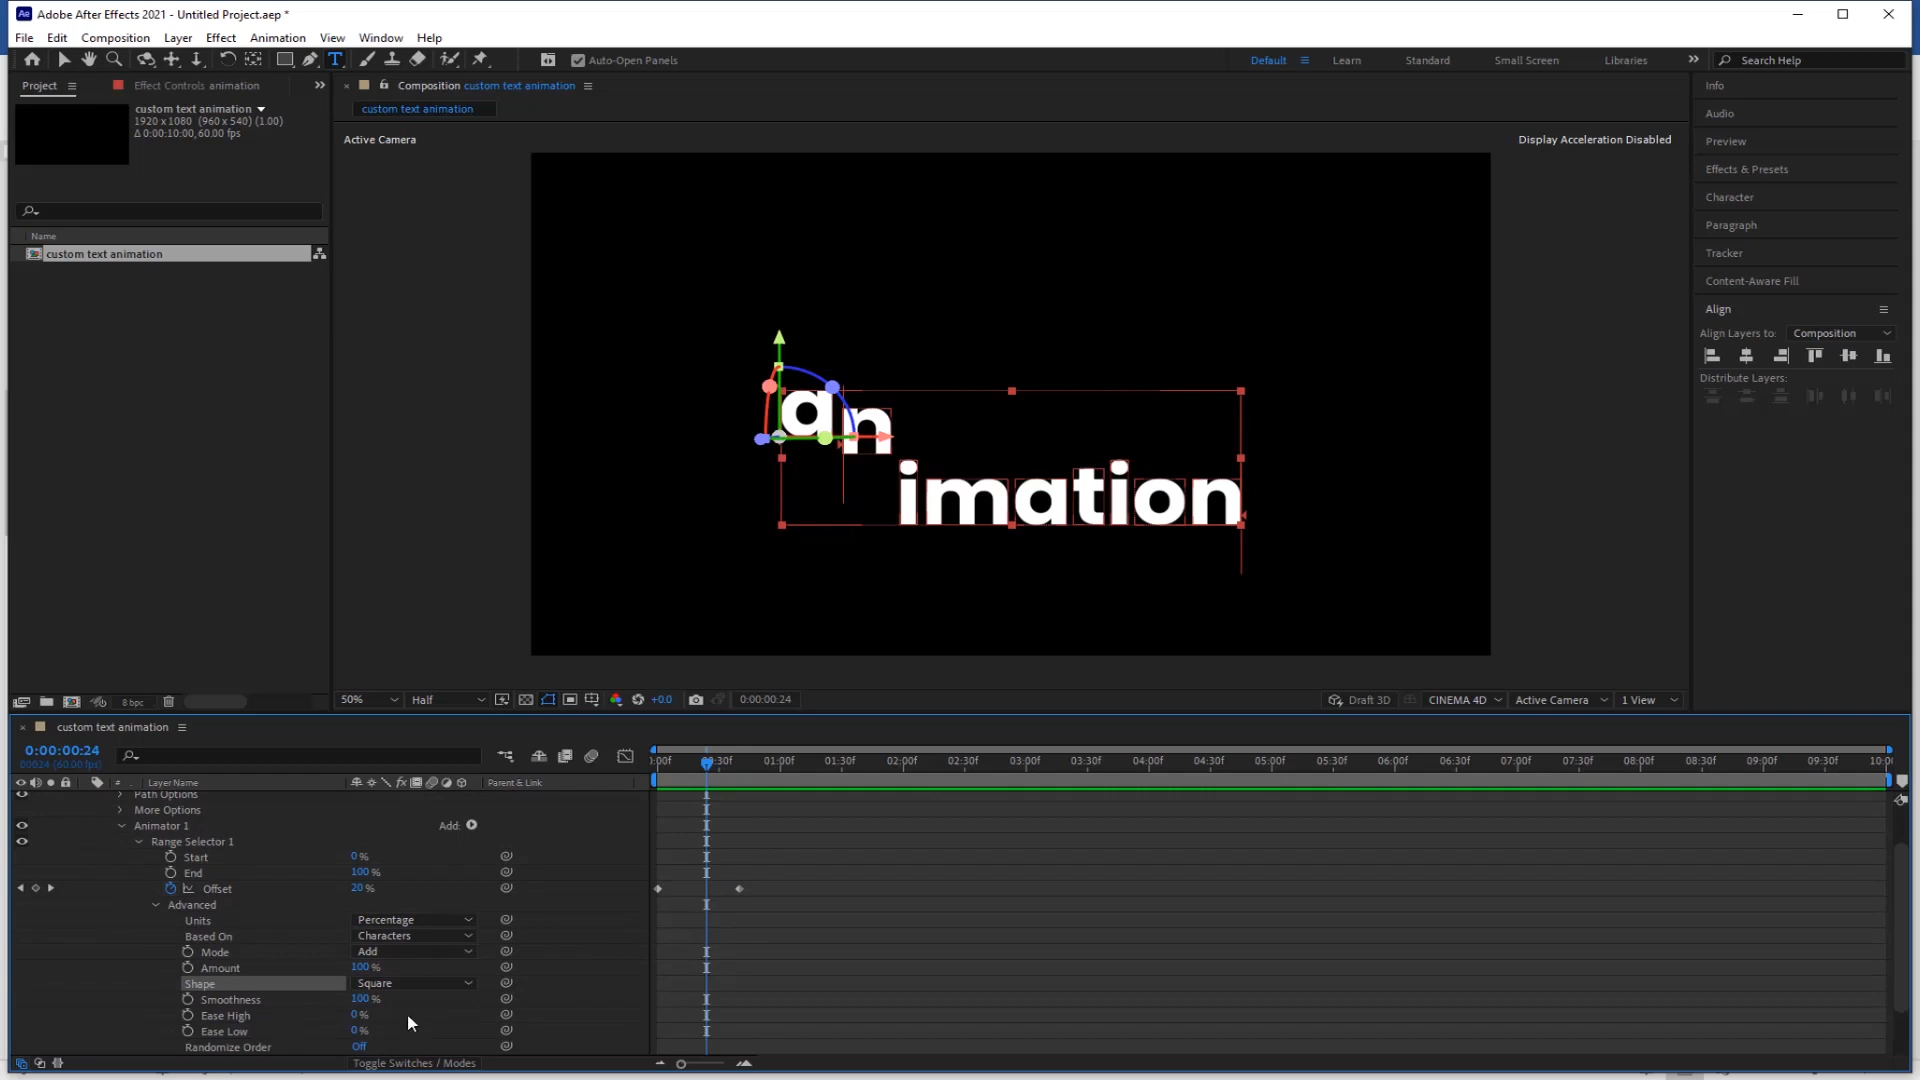 Adobe After Effects 2021 - Untitled Project.aep *
File Edit Composition Layer Effect Animation View Window Help
Auto-Open Panels
Default Learn Standard Small Screen Libraries Search Help
Project Effect Controls animation
custom text animation
1920 x 1080 (960 x 540) (1.00)
Δ 0:00:10:00, 60.00 fps
Name
custom text animation
8 bpc
Composition custom text animation
custom text animation
Active Camera
Display Acceleration Disabled
an
imation
50% Half +0.0 0:00:00:24 Draft 3D CINEMA 4D Active Camera 1 View
Info
Audio
Preview
Effects & Presets
Character
Paragraph
Tracker
Content-Aware Fill
Align
Align Layers to: Composition
Distribute Layers:
custom text animation
0:00:00:24
00024 (60.00 fps)
# Layer Name Parent & Link
Path Options
More Options
Animator 1 Add:
Range Selector 1
Start 0%
End 100%
Offset 20%
Advanced
Units Percentage
Based On Characters
Mode Add
Amount 100%
Shape Square
Smoothness 100%
Ease High 0%
Ease Low 0%
Randomize Order Off
Toggle Switches / Modes
):00f 00:30f 01:00f 01:30f 02:00f 02:30f 03:00f 03:30f 04:00f 04:30f 05:00f 05:30f 06:00f 06:30f 07:00f 07:30f 08:00f 08:30f 09:00f 09:30f 10:0